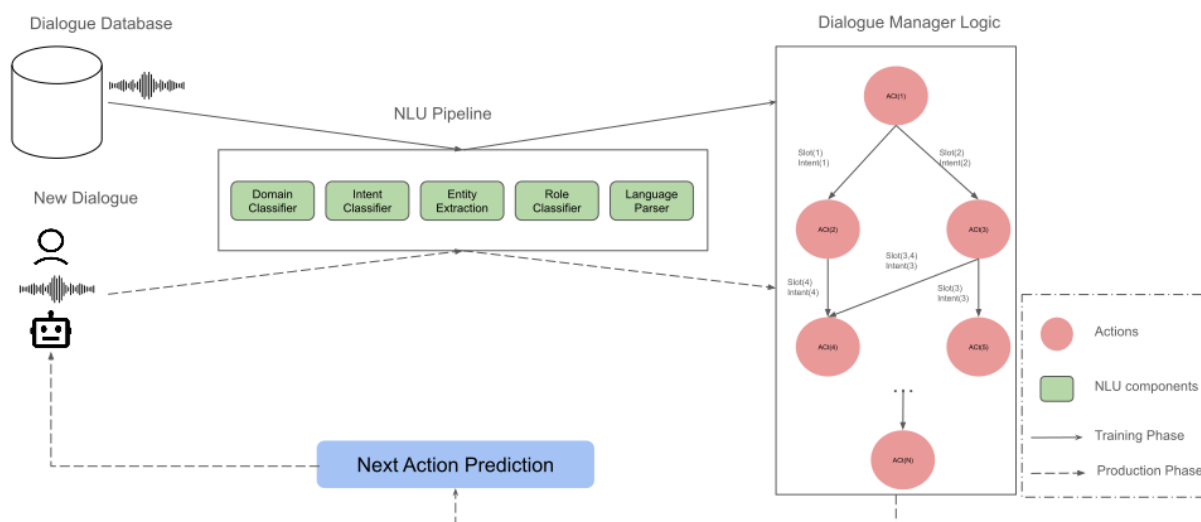 Dialogue Database
Dialogue Manager Logic
NLU Pipeline
Domain
Classifier
Intent
Classifier
Entity
Extraction
Role
Classifier
Language
Parser
New Dialogue
ACt(1)
Slot(1)
Intent(1)
Slot(2)
Intent(2)
ACt(2)
ACt(3)
Slot(3,4)
Intent(3)
Slot(4)
Intent(4)
Slot(3)
Intent(3)
ACt(4)
ACt(5)
...
ACt(N)
Actions
NLU components
Training Phase
Production Phase
Next Action Prediction